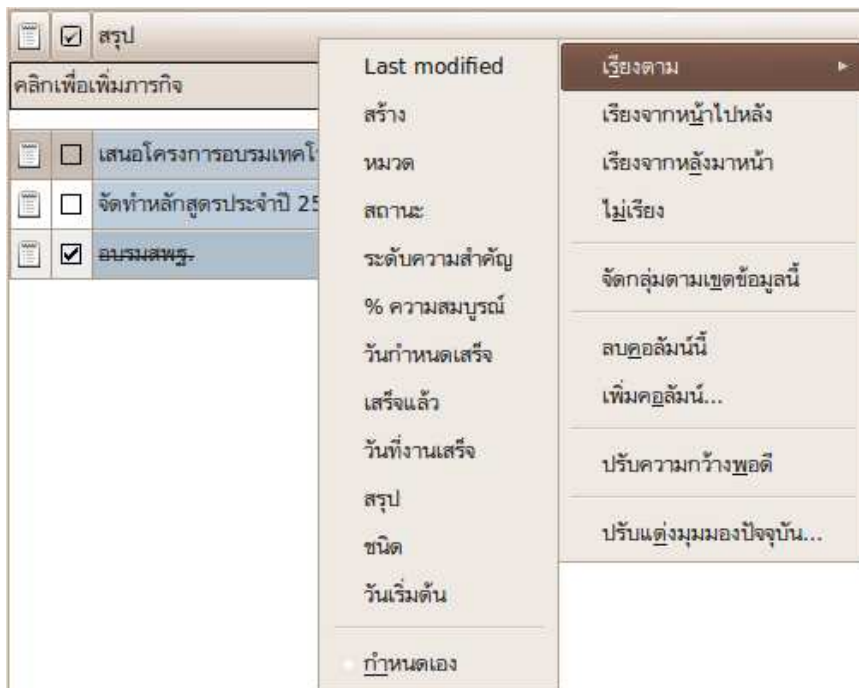 สรุป
คลิกเพื่อเพิ่มภารกิจ
เสนอโครงการอบรมเทคโ
จัดทำหลักสูตรประจำปี 25
อบรมสพฐ.
Last modified
สร้าง
หมวด
สถานะ
ระดับความสำคัญ
% ความสมบูรณ์
วันกำหนดเสร็จ
เสร็จแล้ว
วันที่งานเสร็จ
สรุป
ชนิด
วันเริ่มต้น
กำหนดเอง
เรียงตาม
เรียงจากหน้าไปหลัง
เรียงจากหลังมาหน้า
ไม่เรียง
จัดกลุ่มตามเขตข้อมูลนี้
ลบคอลัมน์นี้
เพิ่มคอลัมน์...
ปรับความกว้างพอดี
ปรับแต่งมุมมองปัจจุบัน...